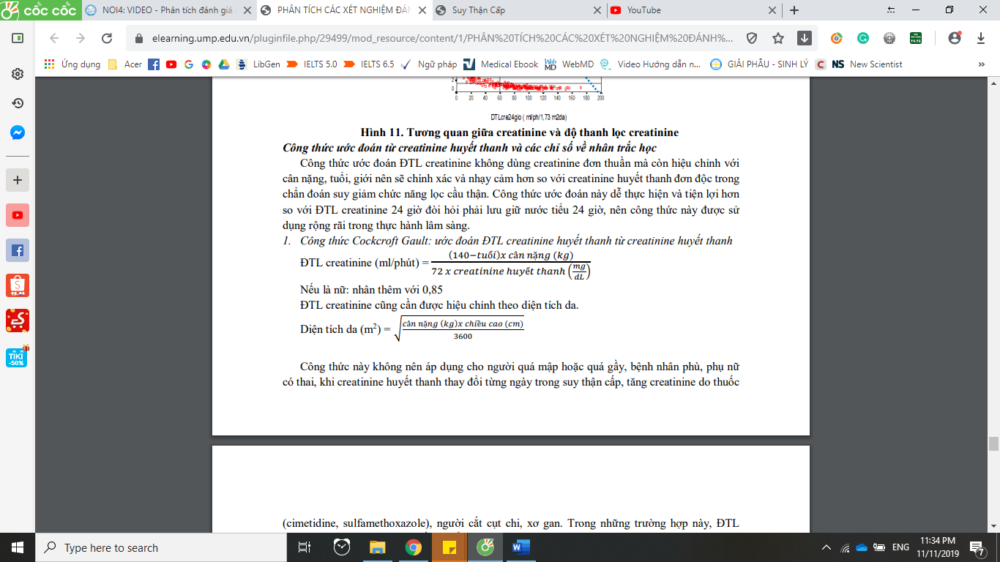 cốc cốc
NOI4: VIDEO - Phân tích đánh giá
PHÂN TÍCH CÁC XÉT NGHIỆM ĐÁN
Suy Thận Cấp
YouTube
elearning.ump.edu.vn/pluginfile.php/29499/mod_resource/content/1/PHÂN%20TÍCH%20CÁC%20XÉT%20NGHIỆM%20ĐÁNH%...
Ứng dụng
Acer
LibGen
IELTS 5.0
IELTS 6.5
Ngữ pháp
Medical Ebook
WebMD
Video Hướng dẫn n...
GIẢI PHẪU - SINH LÝ
NS New Scientist
2
0
0 20 40 60 80 100 120 140 160 180 200
DTLcre24gio ( ml/ph/1,73 m2da)
Hình 11. Tương quan giữa creatinine và độ thanh lọc creatinine
Công thức ước đoán từ creatinine huyết thanh và các chỉ số về nhân trắc học
Công thức ước đoán ĐTL creatinine không dùng creatinine đơn thuần mà còn hiệu chỉnh với
cân nặng, tuổi, giới nên sẽ chính xác và nhạy cảm hơn so với creatinine huyết thanh đơn độc trong
chẩn đoán suy giảm chức năng lọc cầu thận. Công thức ước đoán này dễ thực hiện và tiện lợi hơn
so với ĐTL creatinine 24 giờ đòi hỏi phải lưu giữ nước tiểu 24 giờ, nên công thức này được sử
dụng rộng rãi trong thực hành lâm sàng.
1. Công thức Cockcroft Gault: ước đoán ĐTL creatinine huyết thanh từ creatinine huyết thanh
ĐTL creatinine (ml/phút) = (140−tuổi)x cân nặng (kg)
72 x creatinine huyết thanh (mg/dL)
Nếu là nữ: nhân thêm với 0,85
ĐTL creatinine cũng cần được hiệu chỉnh theo diện tích da.
Diện tích da (m²) = √ cân nặng (kg)x chiều cao (cm)
3600
Công thức này không nên áp dụng cho người quá mập hoặc quá gầy, bệnh nhân phù, phụ nữ
có thai, khi creatinine huyết thanh thay đổi từng ngày trong suy thận cấp, tăng creatinine do thuốc
(cimetidine, sulfamethoxazole), người cắt cụt chi, xơ gan. Trong những trường hợp này, ĐTL
TIKI
-50%
Type here to search
ENG
11:34 PM
11/11/2019
7